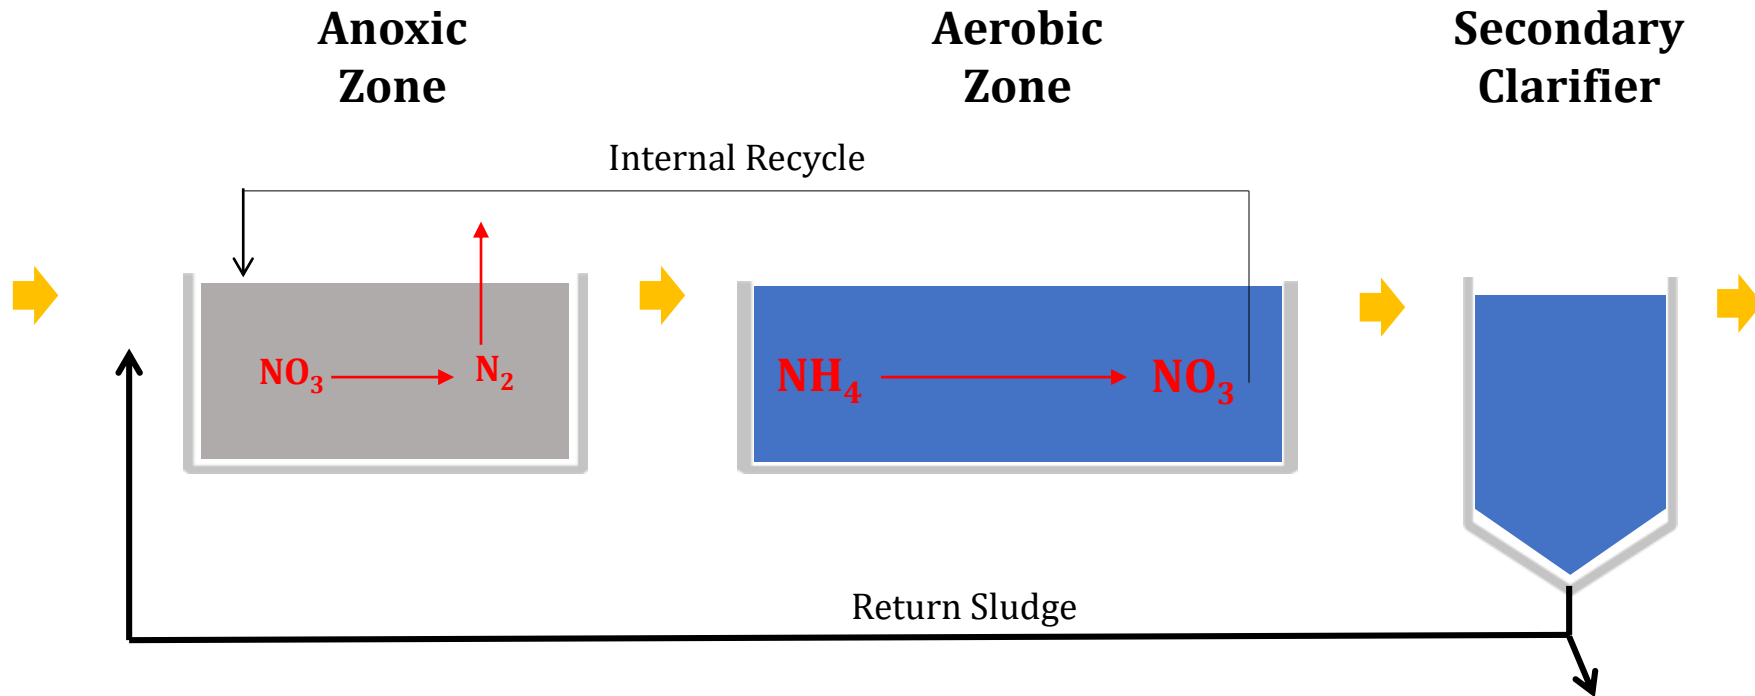 Anoxic
Zone
Aerobic
Zone
Secondary
Clarifier
Internal Recycle
NO₃
N₂
NH₄
NO₃
Return Sludge